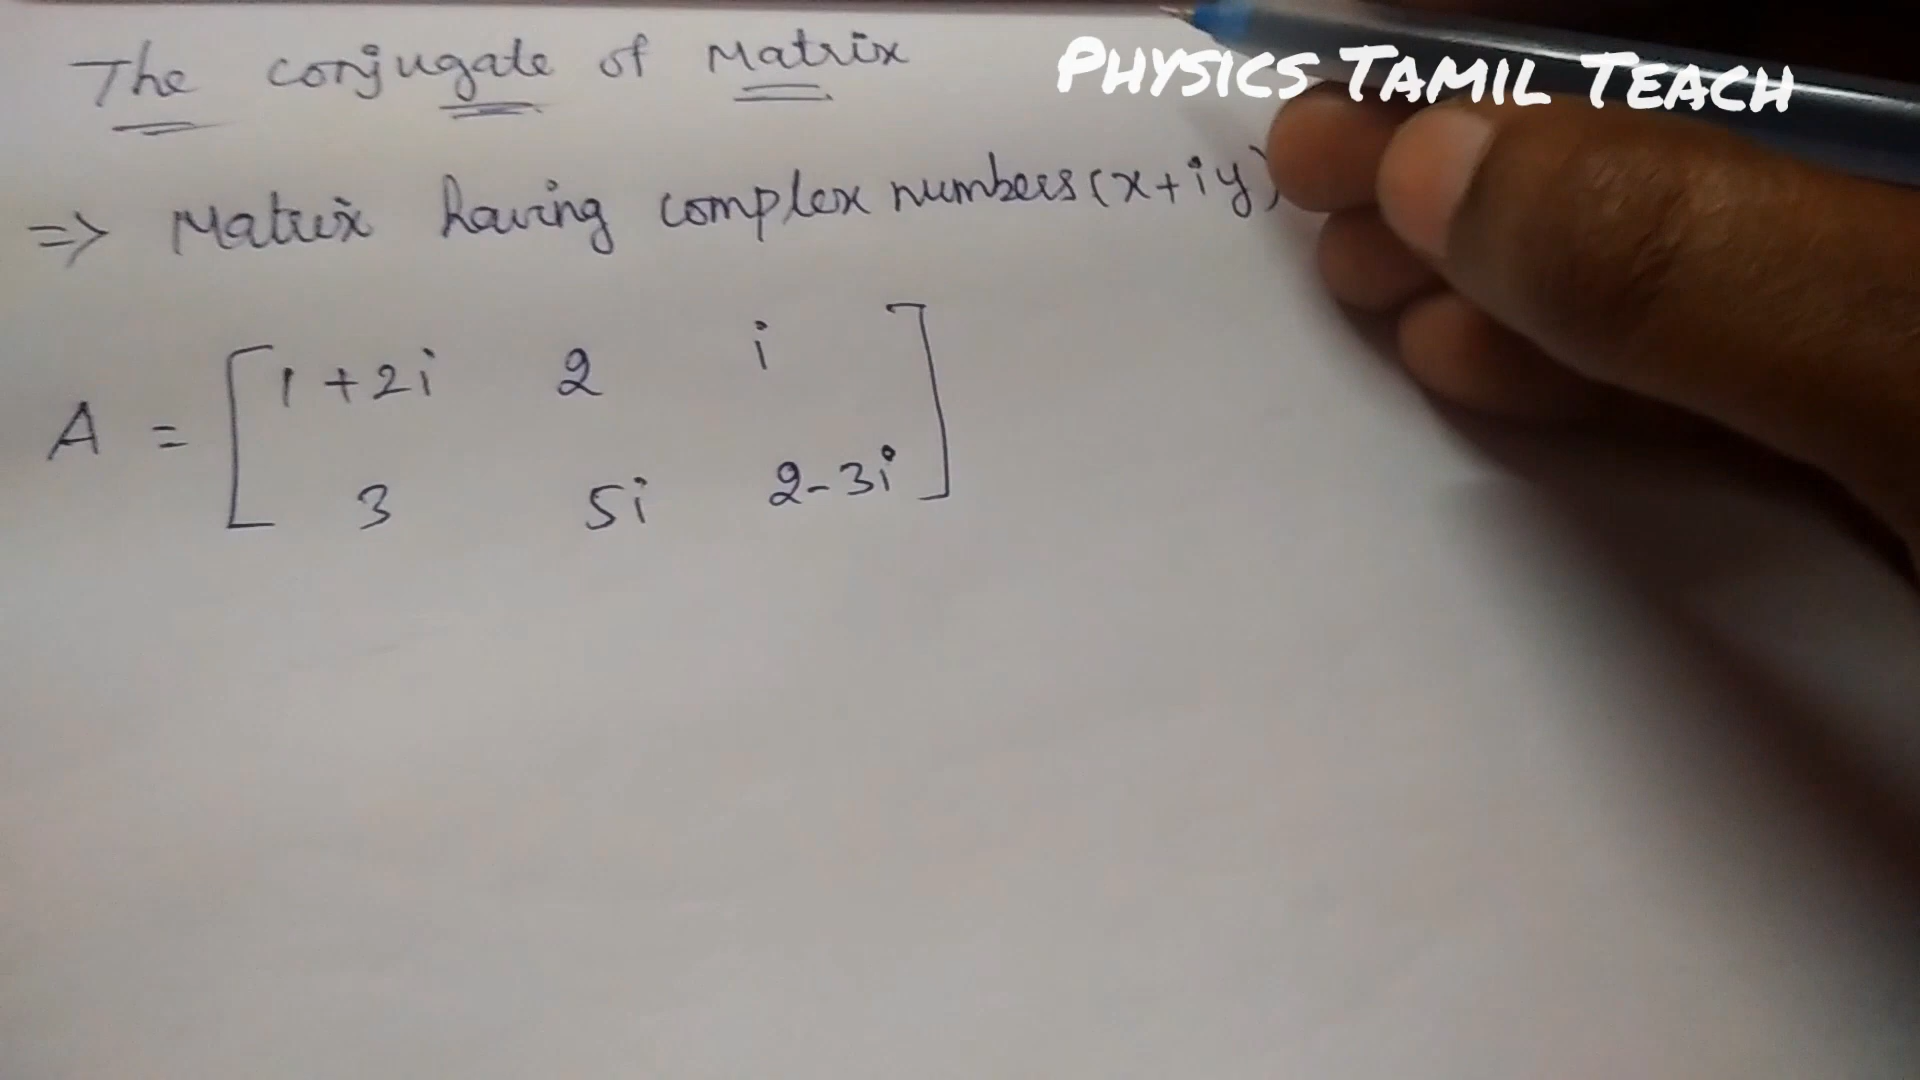 The conjugate of Matrix
PHYSICS TAMIL TEACH
=> Matrix having complex numbers (x+iy)
A = [ 1+2i 2 i
3 5i 2-3i ]